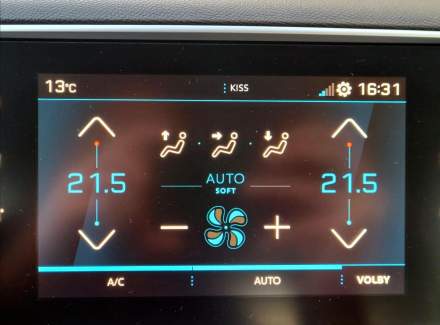 13°C KISS 16:31
21.5 AUTO 21.5
SOFT
A/C AUTO VOLBY